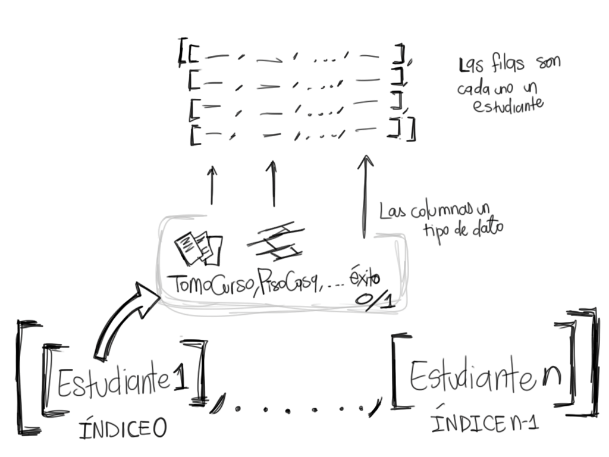 [[ — , — , ... , — ],
[ — , — , ... , — ],
[ — , — , ... , — ],
[ — , — , ... , — ]]
Las filas son
cada uno un
estudiante
Las columnas un
tipo de dato
TomoCurso, PisoCasa, ... éxito
0/1
[[Estudiante 1], . . . . . . , [Estudiante n]]
ÍNDICE 0
ÍNDICE n-1